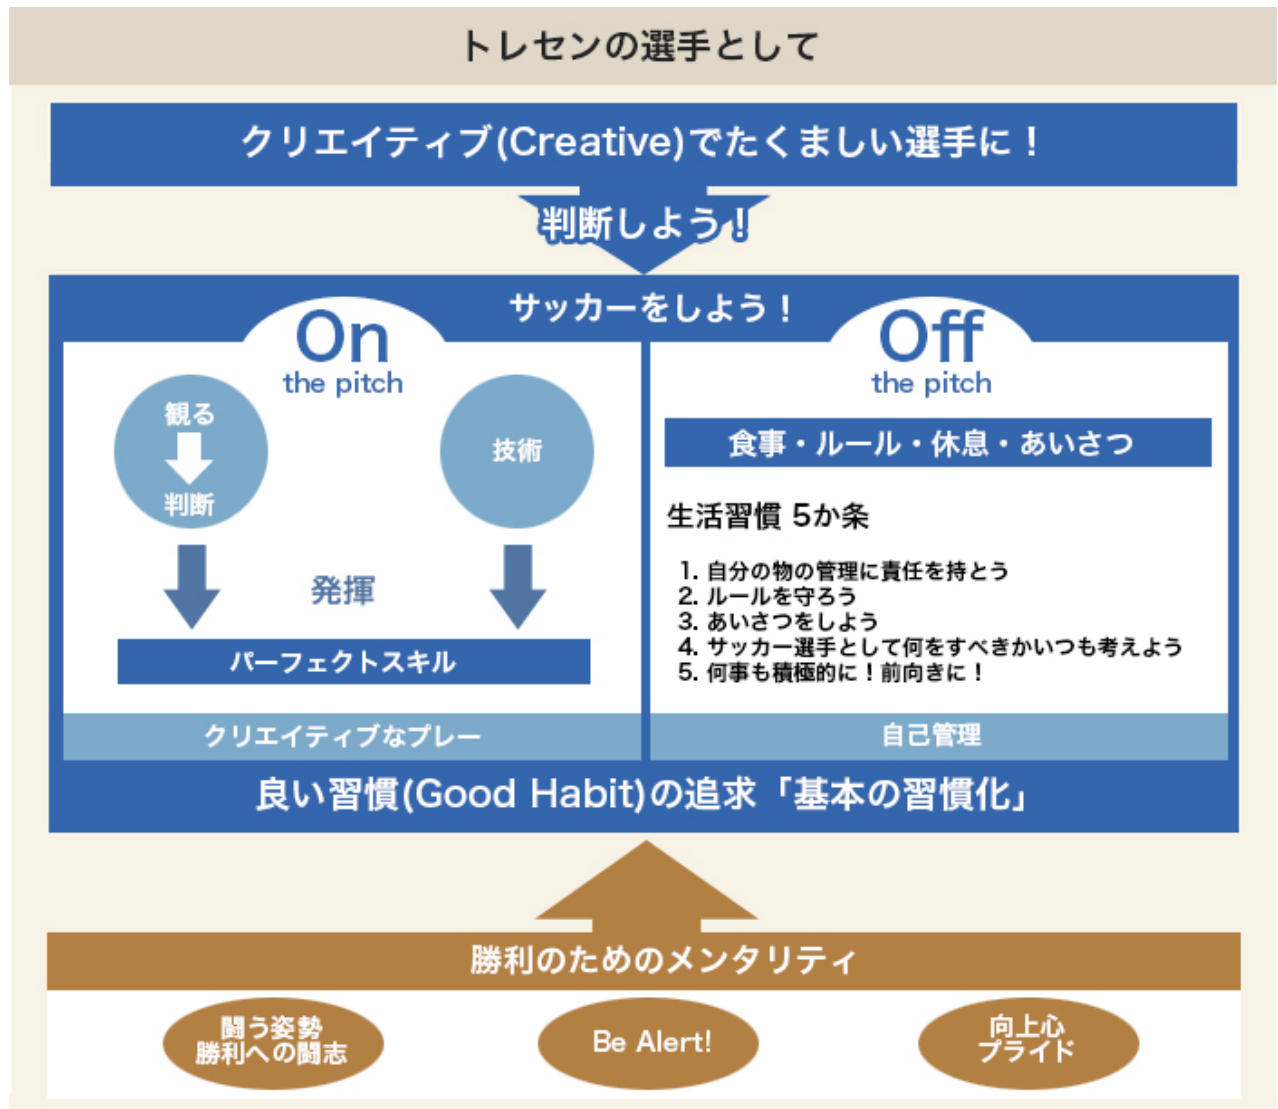 トレセンの選手として
クリエイティブ(Creative)でたくましい選手に！
判断しよう！
サッカーをしよう！
On
the pitch
観る
判断
技術
発揮
パーフェクトスキル
クリエイティブなプレー
Off
the pitch
食事・ルール・休息・あいさつ
生活習慣 5か条
1. 自分の物の管理に責任を持とう
2. ルールを守ろう
3. あいさつをしよう
4. サッカー選手として何をすべきかいつも考えよう
5. 何事も積極的に！前向きに！
自己管理
良い習慣(Good Habit)の追求「基本の習慣化」
勝利のためのメンタリティ
闘う姿勢
勝利への闘志
Be Alert!
向上心
プライド